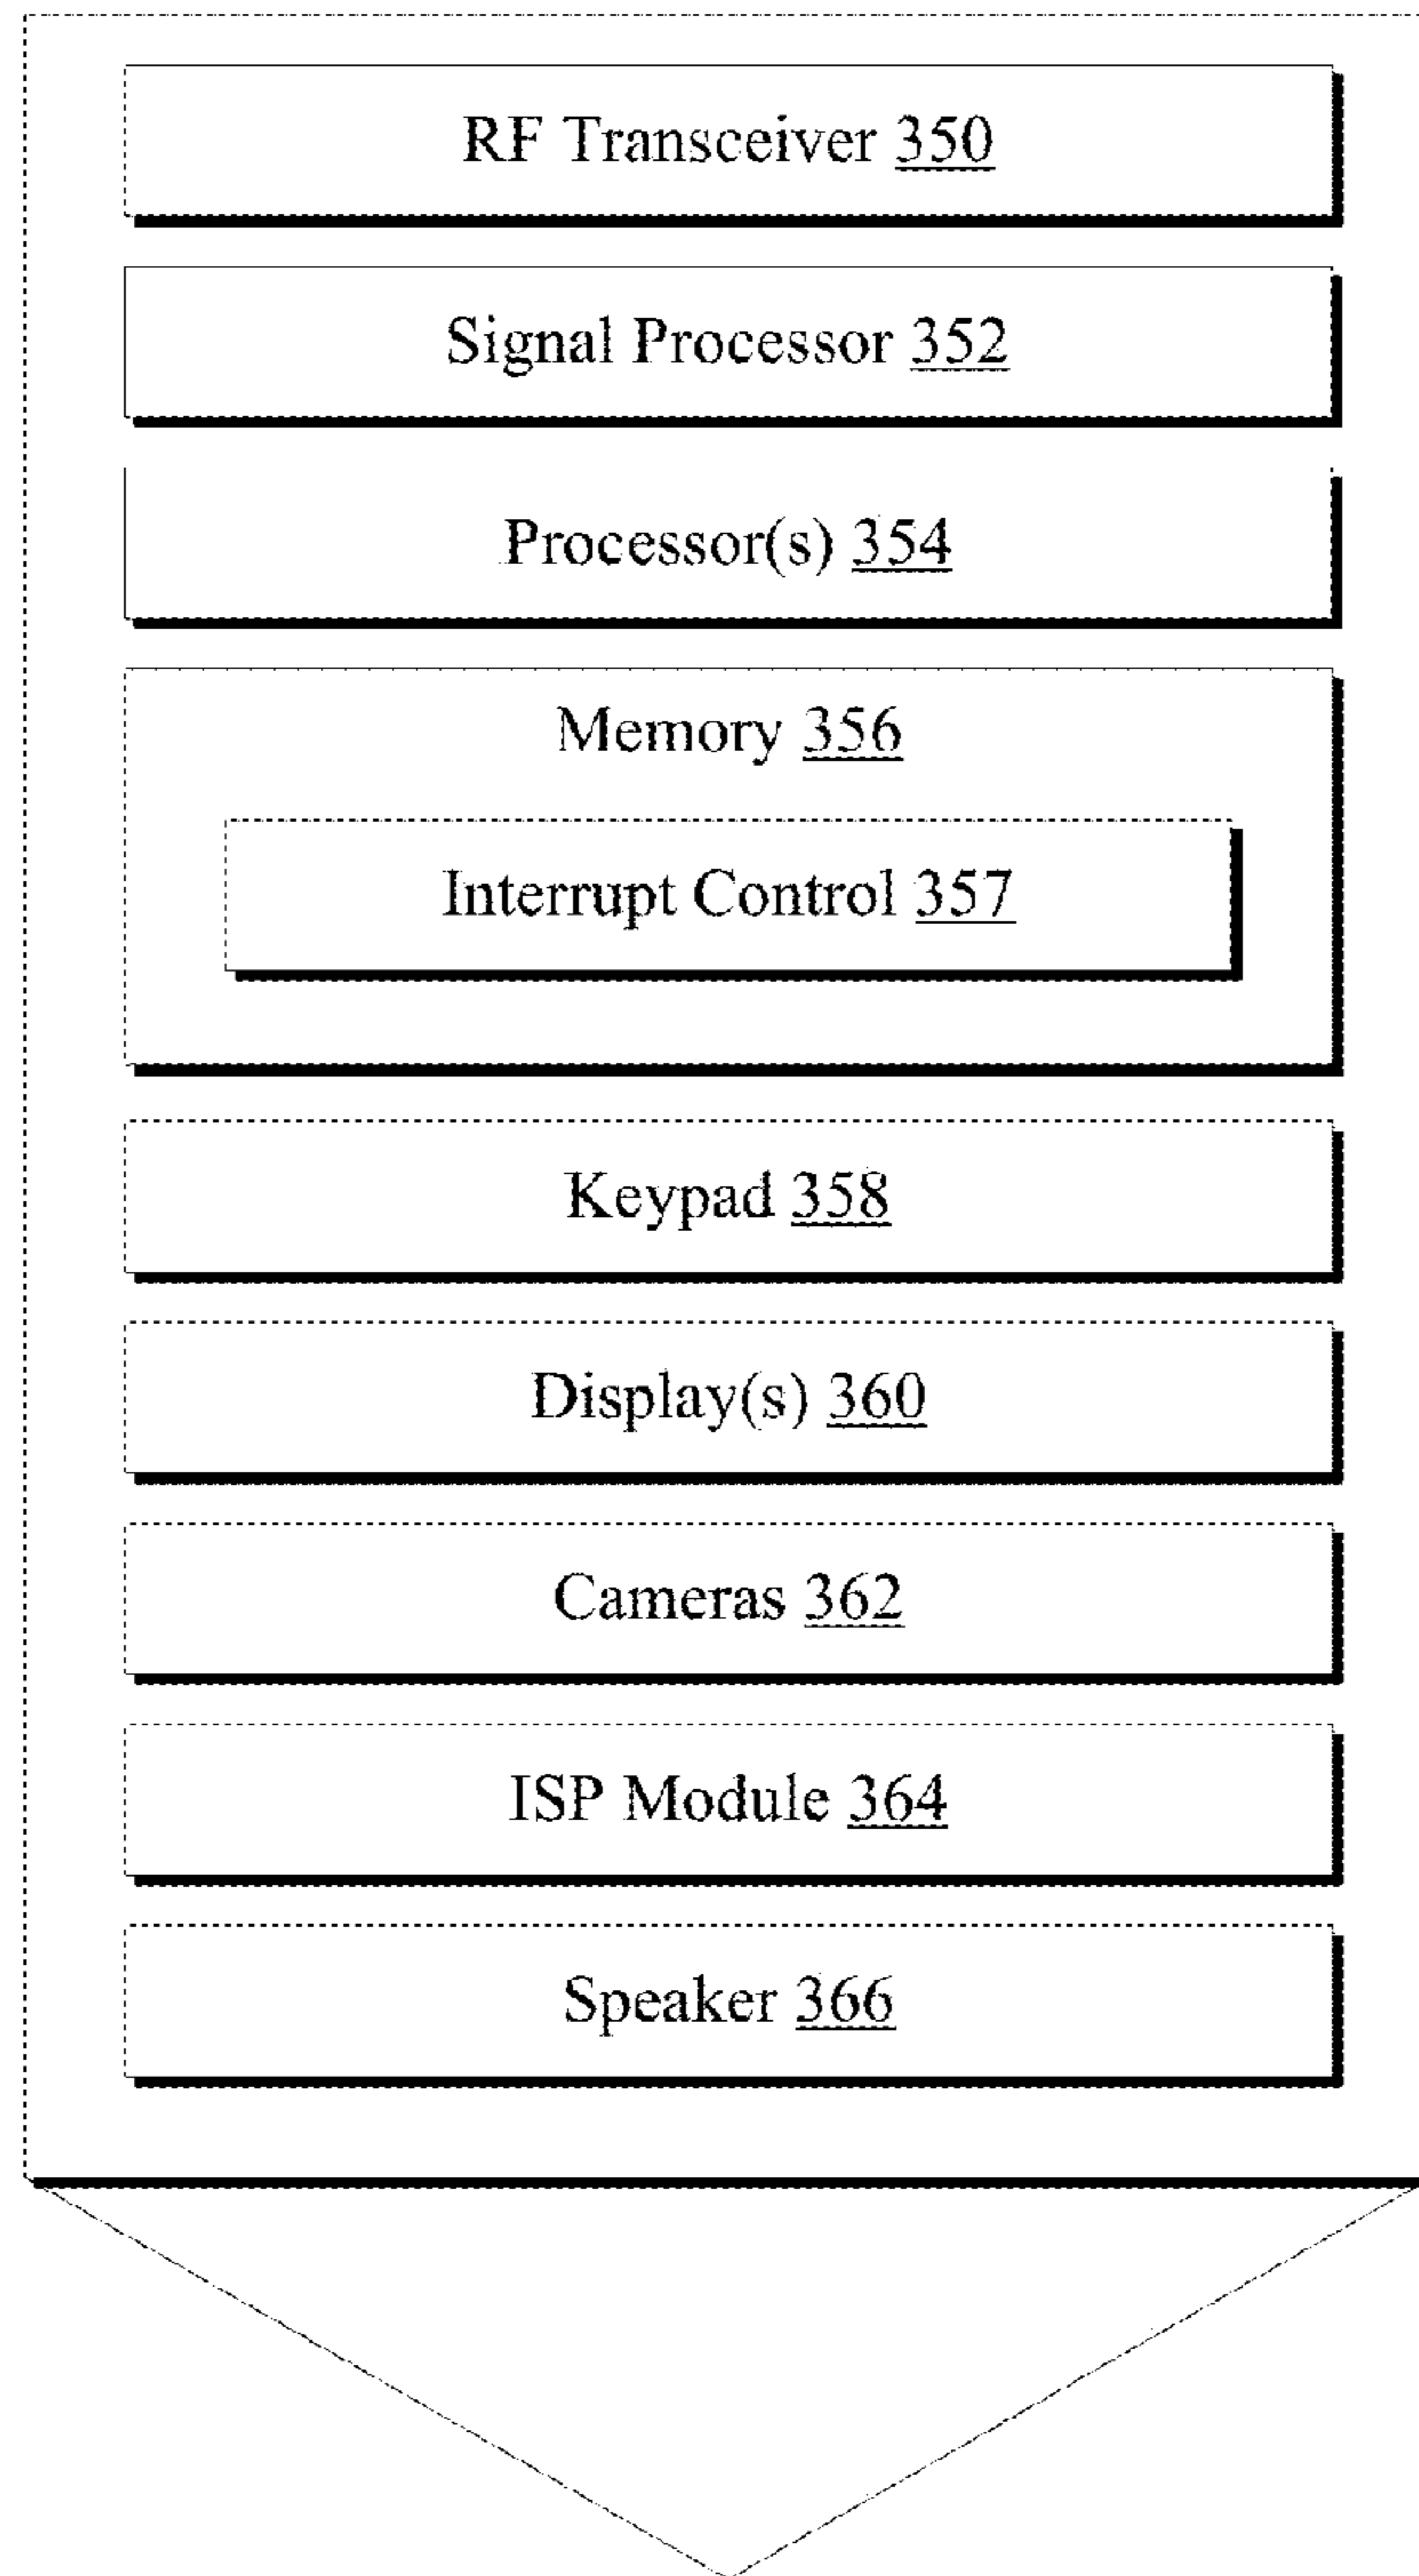 RF Transceiver 350
Signal Processor 352
Processor(s) 354
Memory 356
Interrupt Control 357
Keypad 358
Display(s) 360
Cameras 362
ISP Module 364
Speaker 366